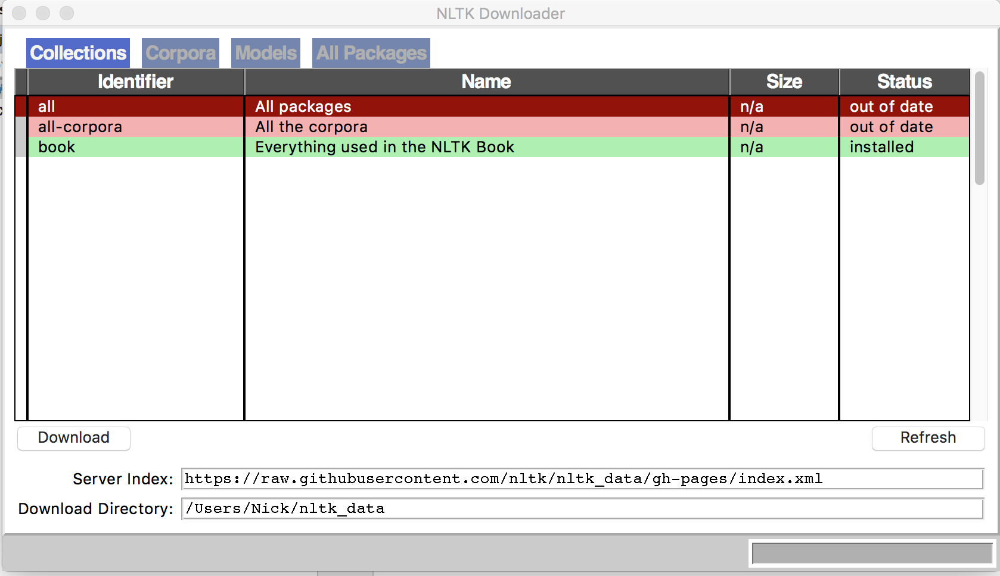 NLTK Downloader
Collections Corpora Models All Packages
Identifier Name Size Status
all All packages n/a out of date
all-corpora All the corpora n/a out of date
book Everything used in the NLTK Book n/a installed
Download Refresh
Server Index: https://raw.githubusercontent.com/nltk/nltk_data/gh-pages/index.xml
Download Directory: /Users/Nick/nltk_data